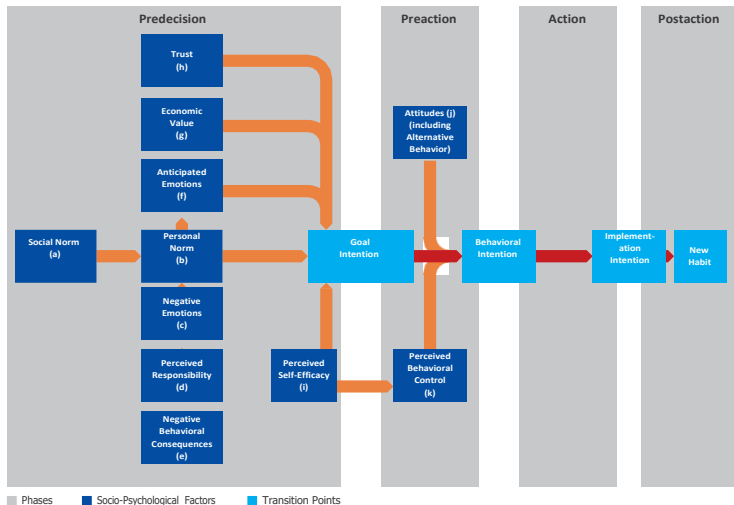 Predecision
Preaction
Action
Postaction
Trust
(h)
Economic
Value
(g)
Anticipated
Emotions
(f)
Attitudes (j)
(including
Alternative
Behavior)
Social Norm
(a)
Personal
Norm
(b)
Goal
Intention
Behavioral
Intention
Implement-
ation
Intention
New
Habit
Negative
Emotions
(c)
Perceived
Responsibility
(d)
Perceived
Self-Efficacy
(i)
Perceived
Behavioral
Control
(k)
Negative
Behavioral
Consequences
(e)
Phases
Socio-Psychological Factors
Transition Points